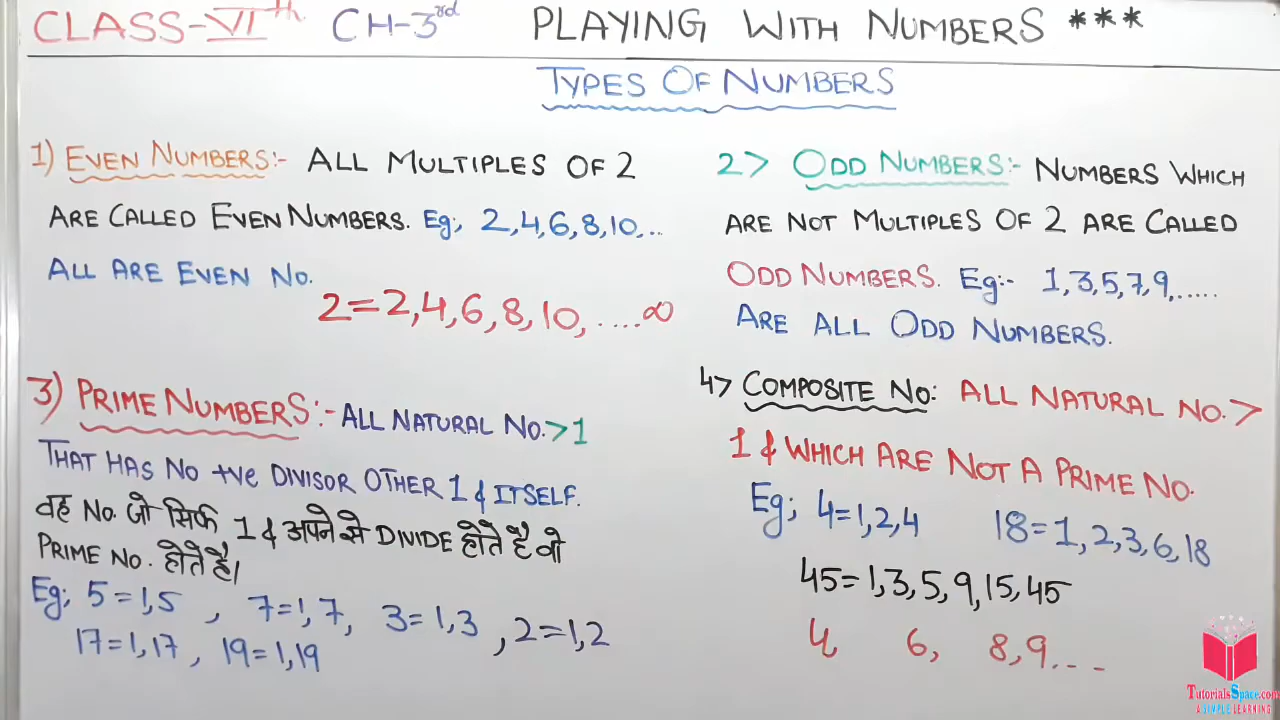 CLASS-VIth CH-3rd PLAYING WITH NUMBERS ***
TYPES OF NUMBERS
1) EVEN NUMBERS:- ALL MULTIPLES OF 2
ARE CALLED EVEN NUMBERS. Eg; 2,4,6,8,10,..
ALL ARE EVEN NO.
2=2,4,6,8,10,.....∞
2> ODD NUMBERS:- NUMBERS WHICH
ARE NOT MULTIPLES OF 2 ARE CALLED
ODD NUMBERS. Eg:- 1,3,5,7,9,.....
ARE ALL ODD NUMBERS.
3) PRIME NUMBERS:- ALL NATURAL NO.>1
THAT HAS NO +ve DIVISOR OTHER 1 & ITSELF.
वह NO. जो सिर्फ 1 & अपने से DIVIDE होते है वो
PRIME NO. होते है।
Eg; 5=1,5 , 7=1,7, 3=1,3 , 2=1,2
17=1,17 , 19=1,19
4> COMPOSITE NO: ALL NATURAL NO.>
1 & WHICH ARE NOT A PRIME NO.
Eg; 4=1,2,4 18=1,2,3,6,18
45=1,3,5,9,15,45
4, 6, 8,9...
TutorialsSpace.com
A SIMPLE LEARNING